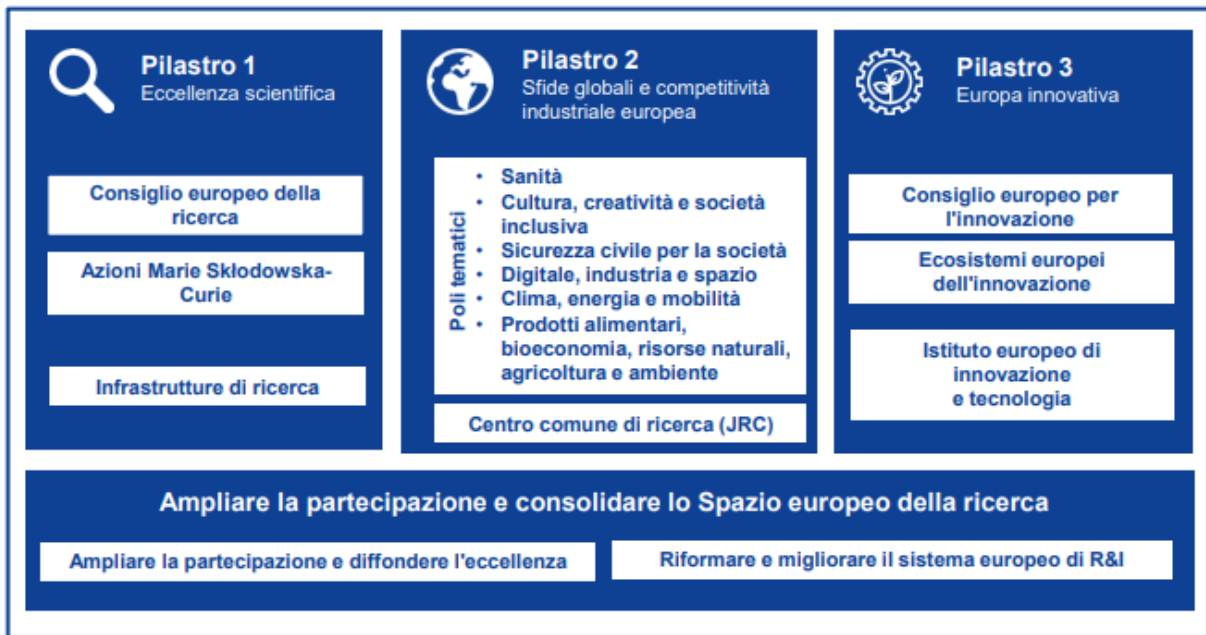 Pilastro 1
Eccellenza scientifica
Consiglio europeo della
ricerca
Azioni Marie Skłodowska-
Curie
Infrastrutture di ricerca
Pilastro 2
Sfide globali e competitività
industriale europea
Poli tematici
• Sanità
• Cultura, creatività e società
inclusiva
• Sicurezza civile per la società
• Digitale, industria e spazio
• Clima, energia e mobilità
• Prodotti alimentari,
bioeconomia, risorse naturali,
agricoltura e ambiente
Centro comune di ricerca (JRC)
Pilastro 3
Europa innovativa
Consiglio europeo per
l'innovazione
Ecosistemi europei
dell'innovazione
Istituto europeo di
innovazione
e tecnologia
Ampliare la partecipazione e consolidare lo Spazio europeo della ricerca
Ampliare la partecipazione e diffondere l'eccellenza
Riformare e migliorare il sistema europeo di R&I